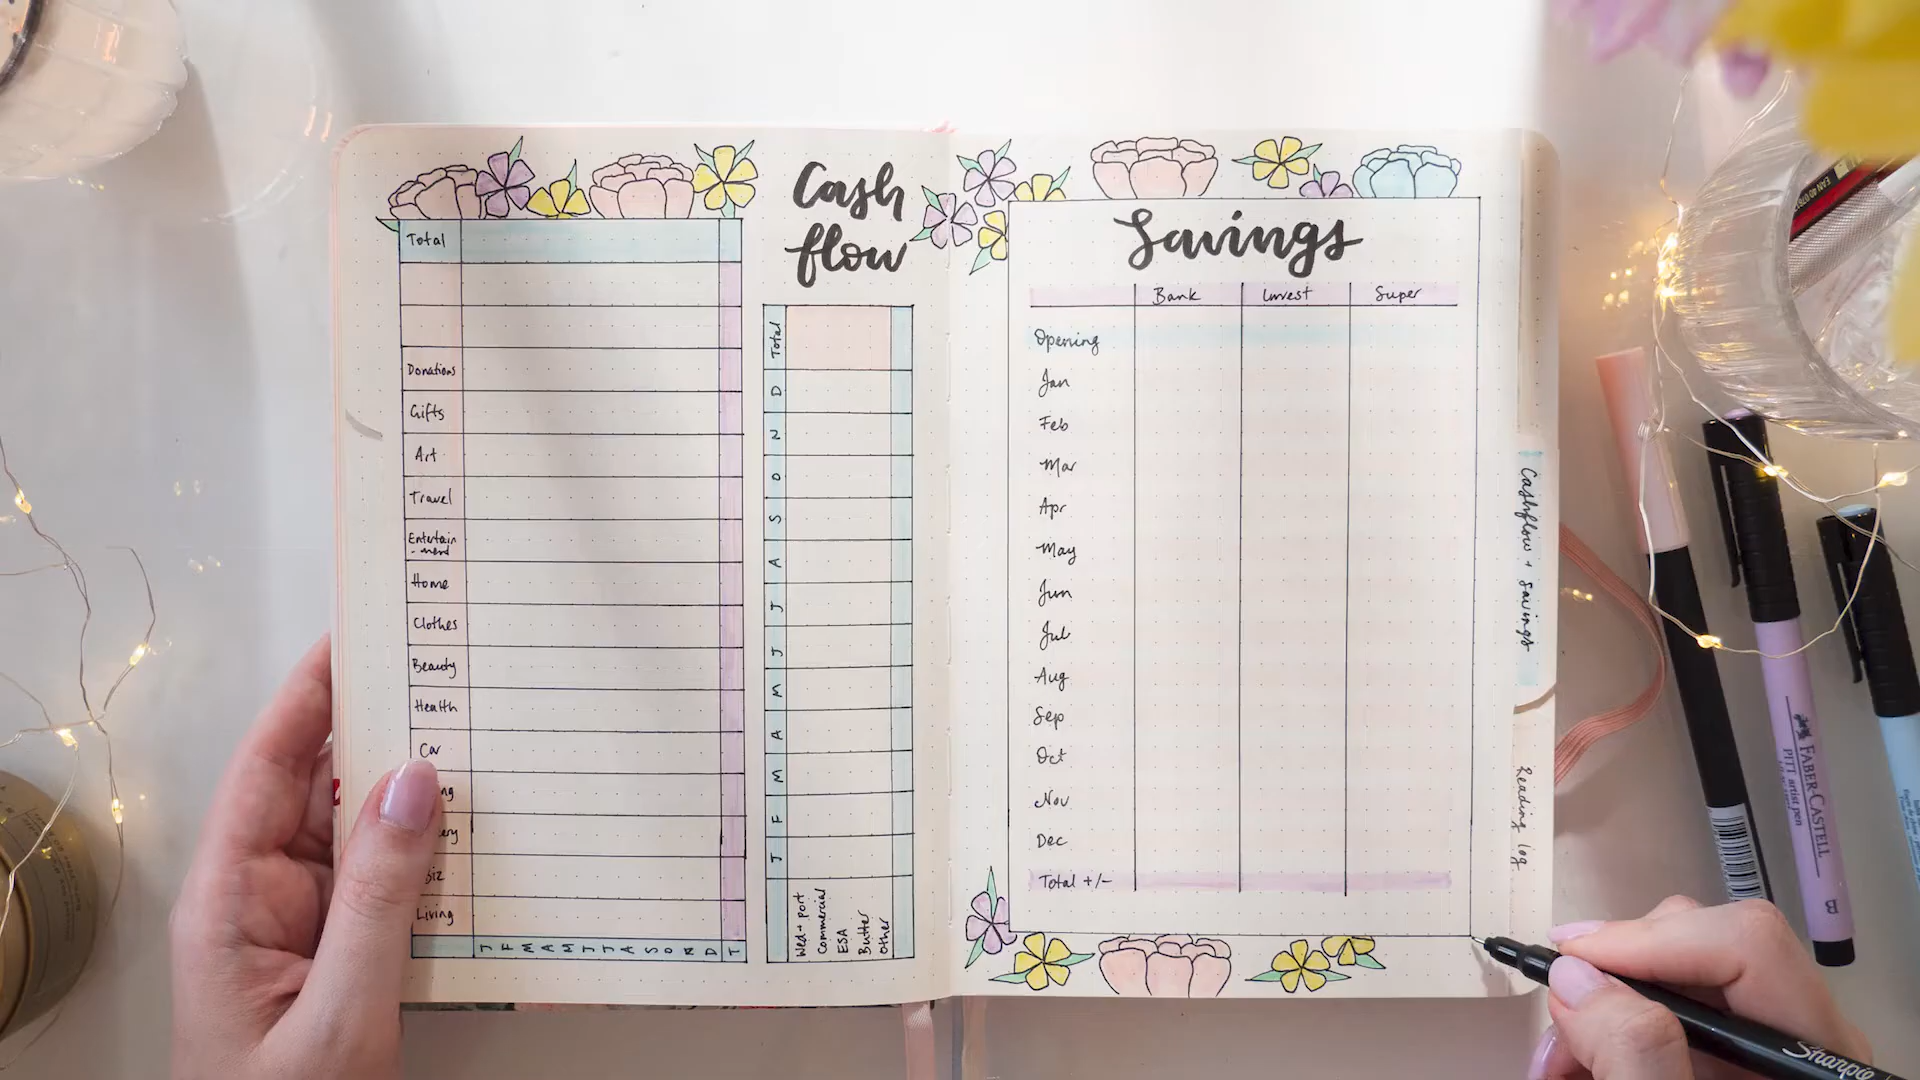 Cash
flow
Total
Donations
Gifts
Art
Travel
Entertain
-ment
Home
Clothes
Beauty
Health
Car
Biz
Living
J F M A M J J A S O N D T
Total
D
N
O
S
A
J
J
M
A
M
F
J
Wed + port
Commercial
ESA
Butter
Other
Savings
Bank Invest Super
Opening
Jan
Feb
Mar
Apr
May
Jun
Jul
Aug
Sep
Oct
Nov
Dec
Total +/-
Cashflow + Savings
Reading log
FABER-CASTELL
PITT artist pen
B
Sharpie